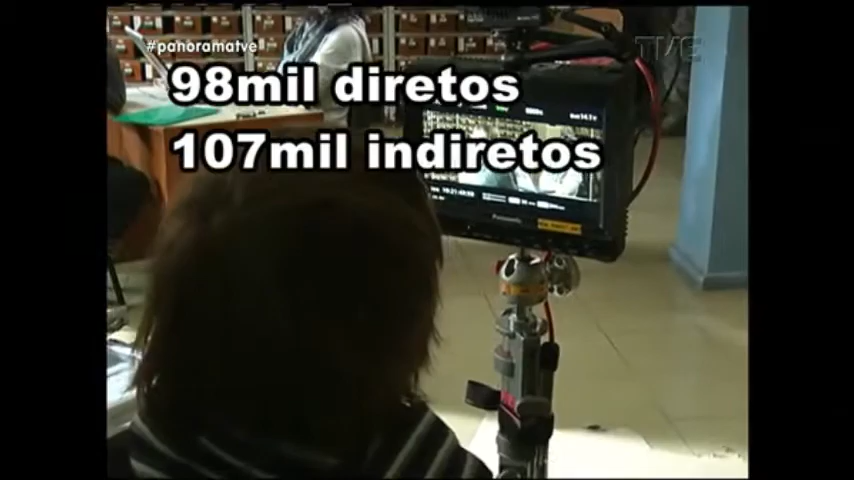 #panoramatve
TVE
98mil diretos
107mil indiretos
Panasonic